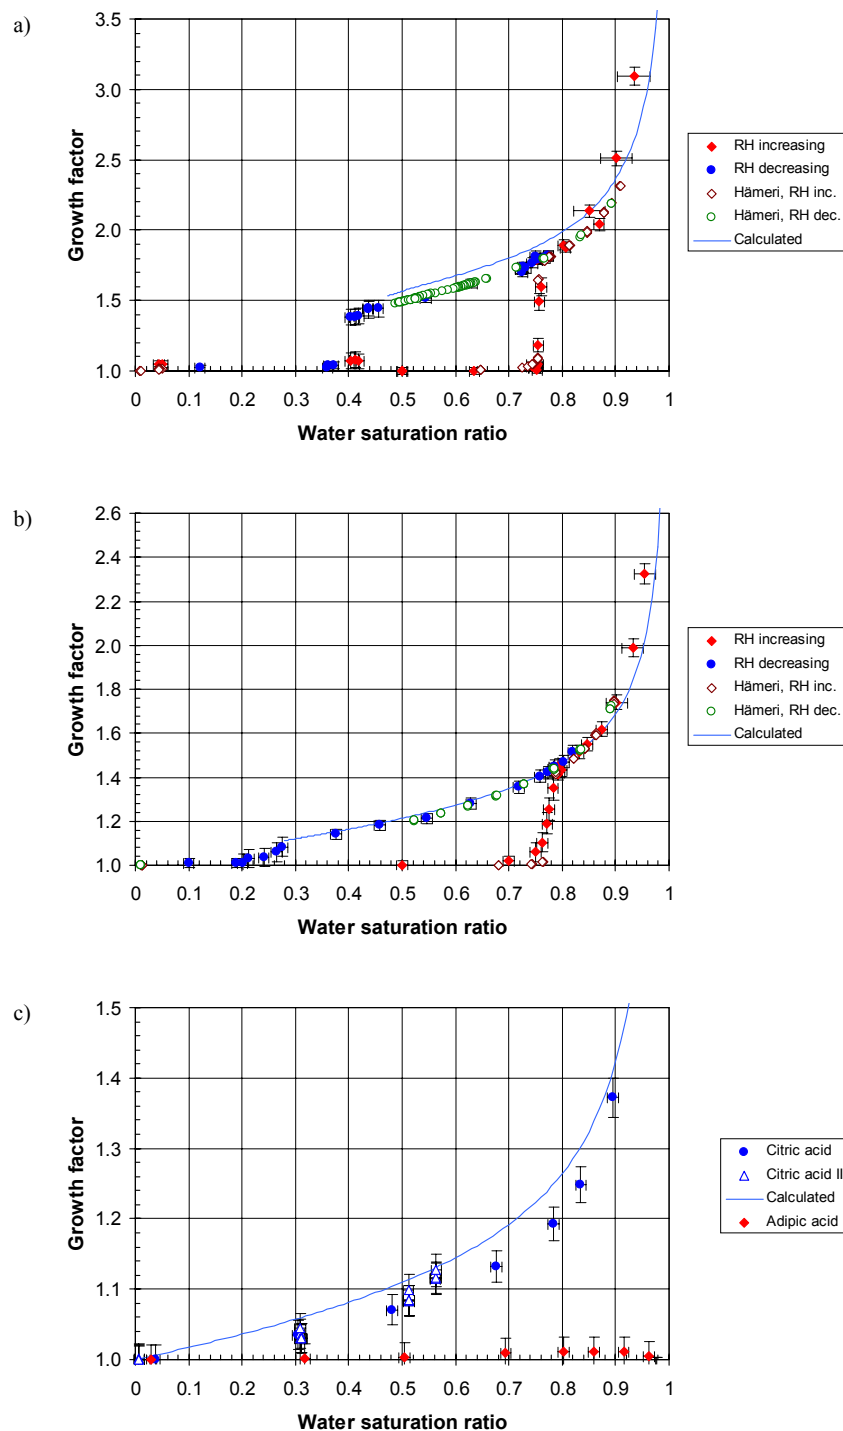 a)
3.5
3.0
2.5
2.0
1.5
1.0
Growth factor
0 0.1 0.2 0.3 0.4 0.5 0.6 0.7 0.8 0.9 1
Water saturation ratio
RH increasing
RH decreasing
Hämeri, RH inc.
Hämeri, RH dec.
Calculated
b)
2.6
2.4
2.2
2.0
1.8
1.6
1.4
1.2
1.0
Growth factor
0 0.1 0.2 0.3 0.4 0.5 0.6 0.7 0.8 0.9 1
Water saturation ratio
RH increasing
RH decreasing
Hämeri, RH inc.
Hämeri, RH dec.
Calculated
c)
1.5
1.4
1.3
1.2
1.1
1.0
Growth factor
0 0.1 0.2 0.3 0.4 0.5 0.6 0.7 0.8 0.9 1
Water saturation ratio
Citric acid
Citric acid II
Calculated
Adipic acid